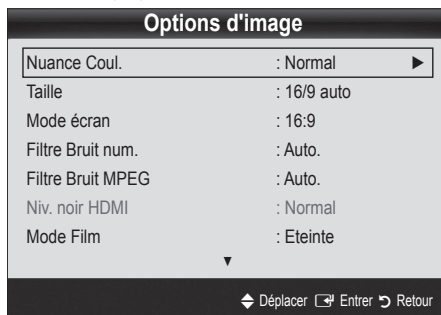 Options d'image
Nuance Coul. : Normal ►
Taille : 16/9 auto
Mode écran : 16:9
Filtre Bruit num. : Auto.
Filtre Bruit MPEG : Auto.
Niv. noir HDMI : Normal
Mode Film : Eteinte
▼
Déplacer Entrer Retour